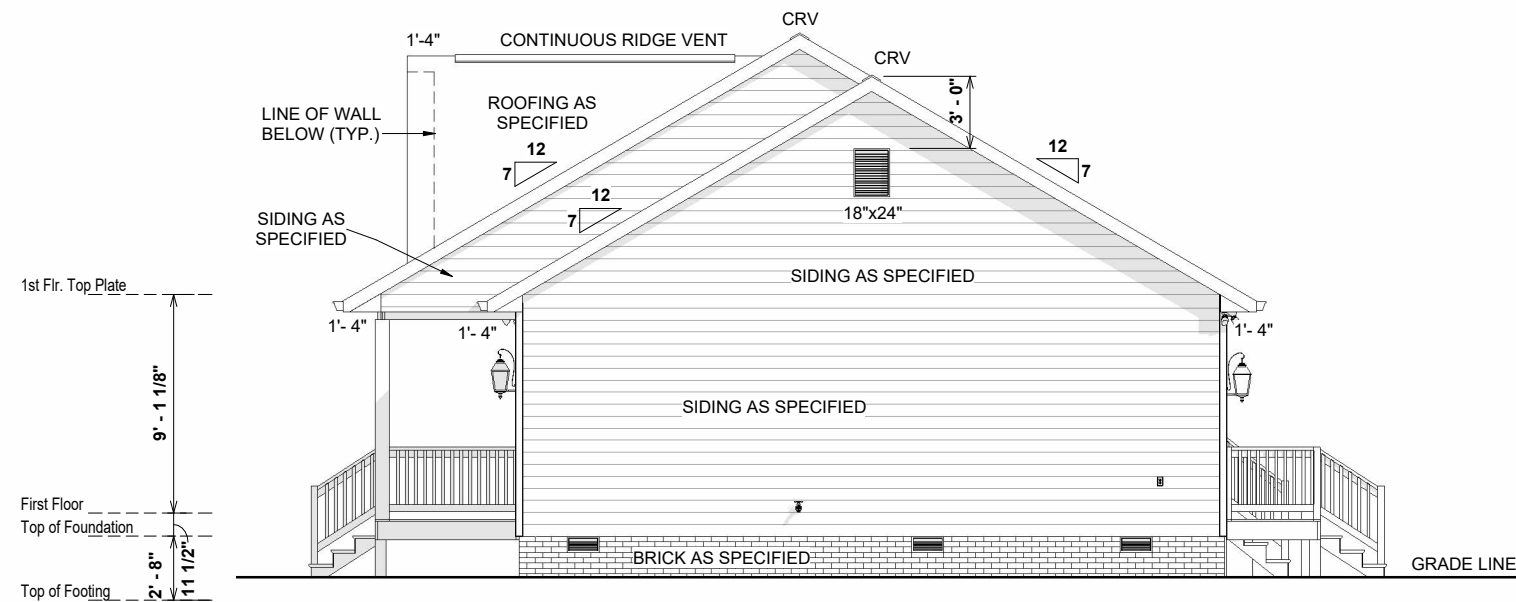 CRV
1'-4"
CONTINUOUS RIDGE VENT
CRV
3' - 0"
LINE OF WALL
BELOW (TYP.)
ROOFING AS
SPECIFIED
12
7
12
7
12
7
18"x24"
SIDING AS
SPECIFIED
SIDING AS SPECIFIED
1st Flr. Top Plate
1'- 4"
1'- 4"
1'- 4"
9' - 1 1/8"
SIDING AS SPECIFIED
First Floor
Top of Foundation
2' - 8"
11 1/2"
BRICK AS SPECIFIED
GRADE LINE
Top of Footing